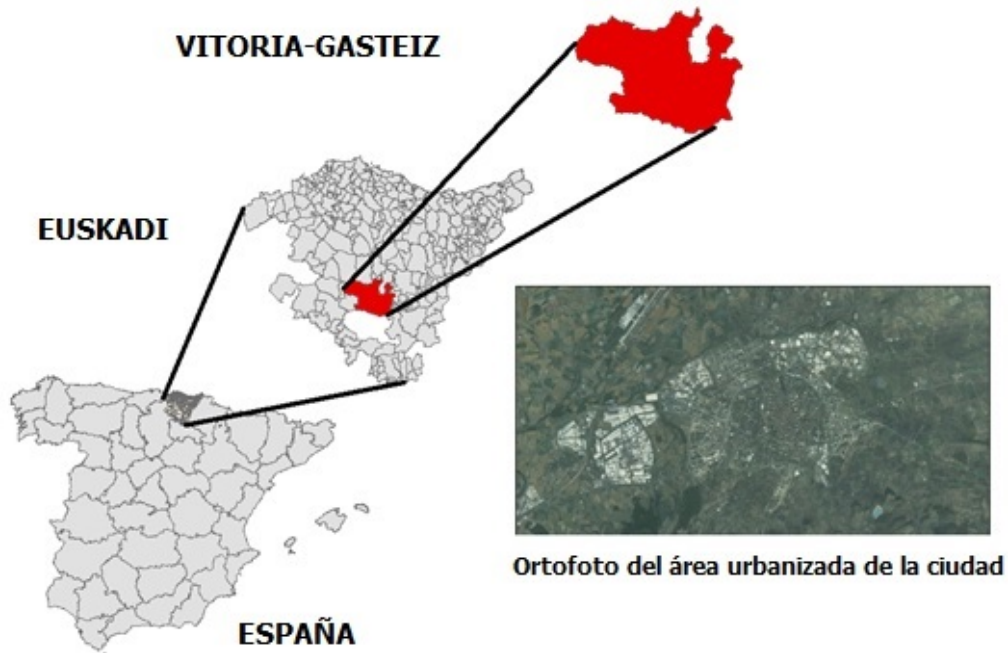 VITORIA-GASTEIZ
EUSKADI
Ortofoto del área urbanizada de la ciudad
ESPAÑA